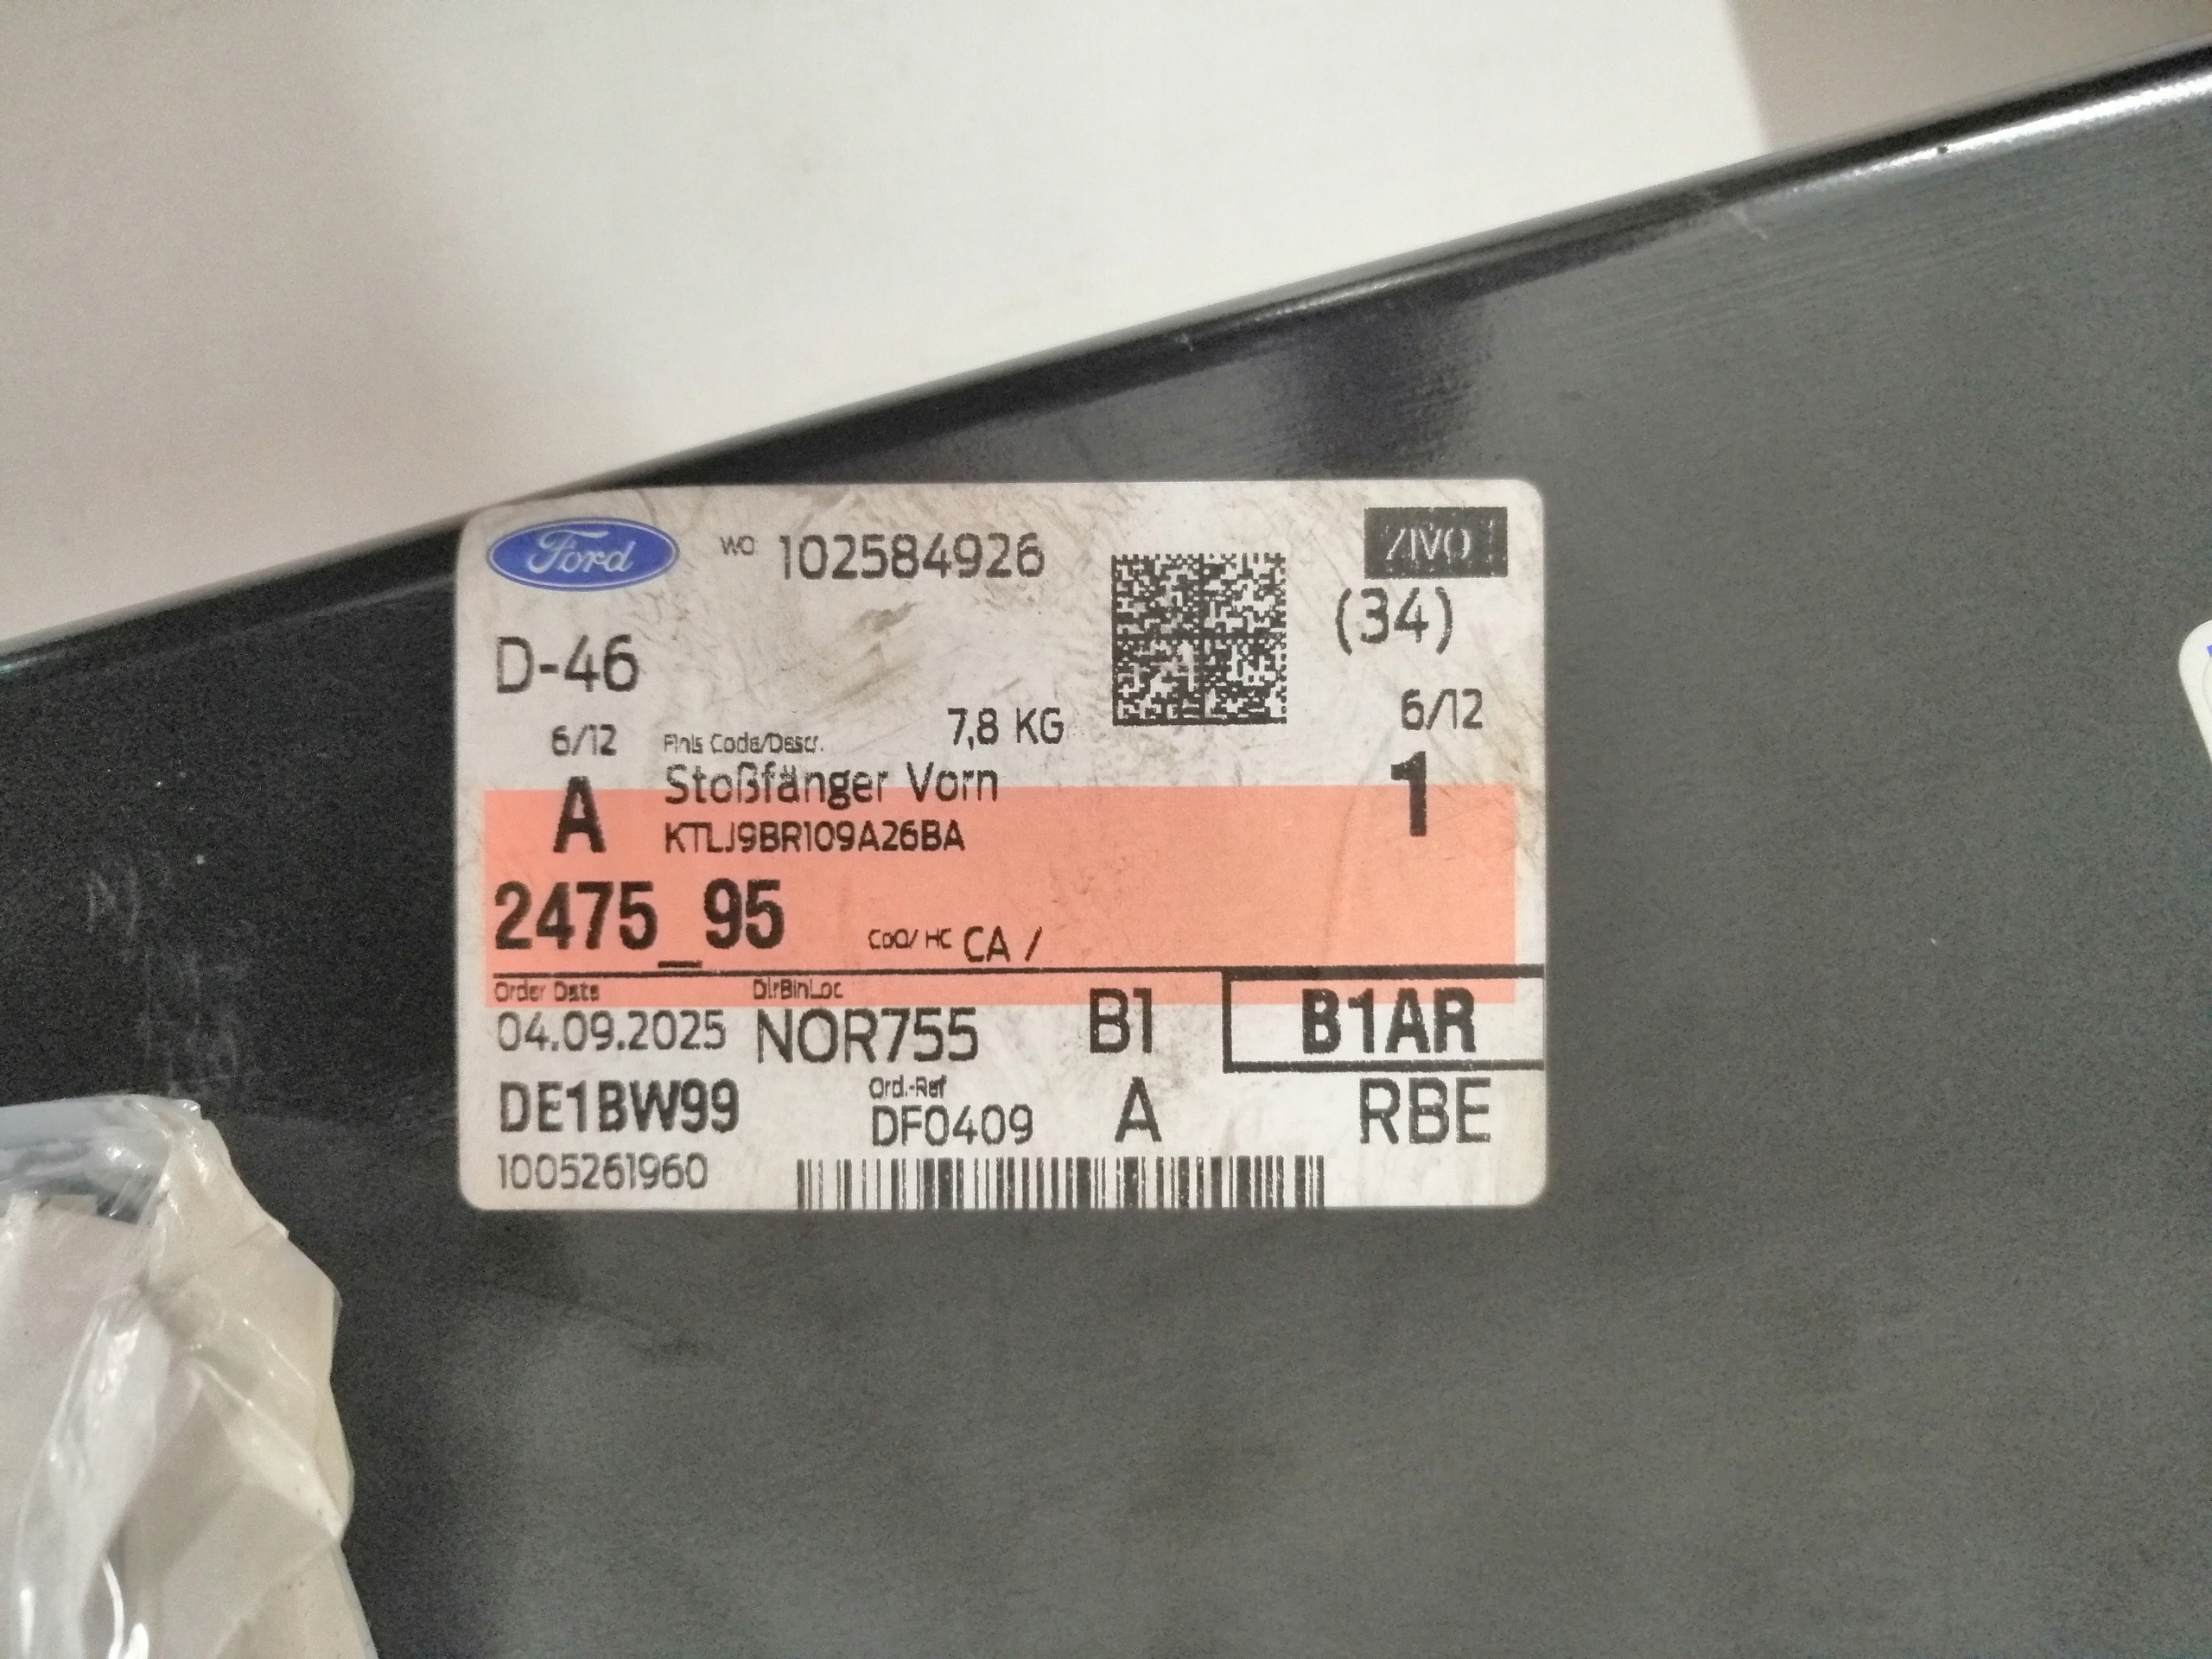 Ford WO: 102584926 ZIVO
(34)
D-46
6/12 Finis Code/Descr. 7,8 KG 6/12
A Stoßfänger Vorn 1
KTLJ9BR109A26BA
2475_95 CoO/ HC CA /
Order Date DlrBinLoc
04.09.2025 NOR755 B1 B1AR
DE1BW99 Ord.-Ref DF0409 A RBE
1005261960